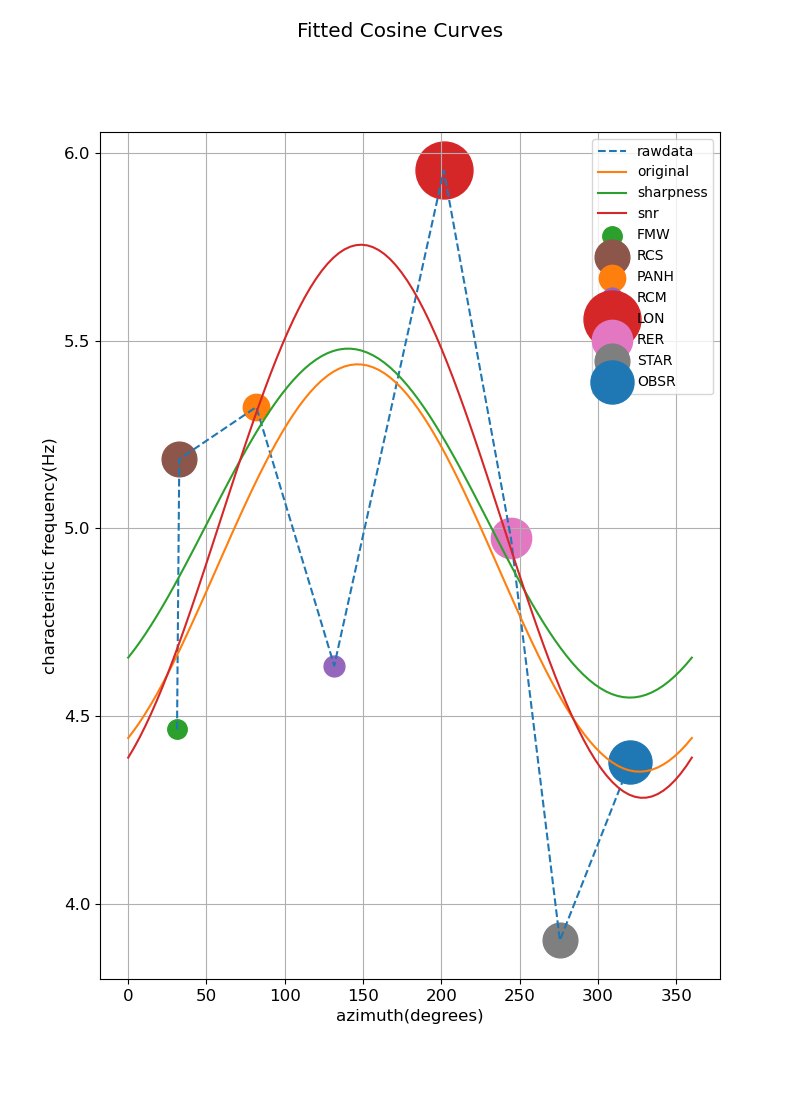 Fitted Cosine Curves
6.0
5.5
5.0
4.5
4.0
characteristic frequency(Hz)
rawdata
original
sharpness
snr
FMW
RCS
PANH
RCM
LON
RER
STAR
OBSR
0 50 100 150 200 250 300 350
azimuth(degrees)